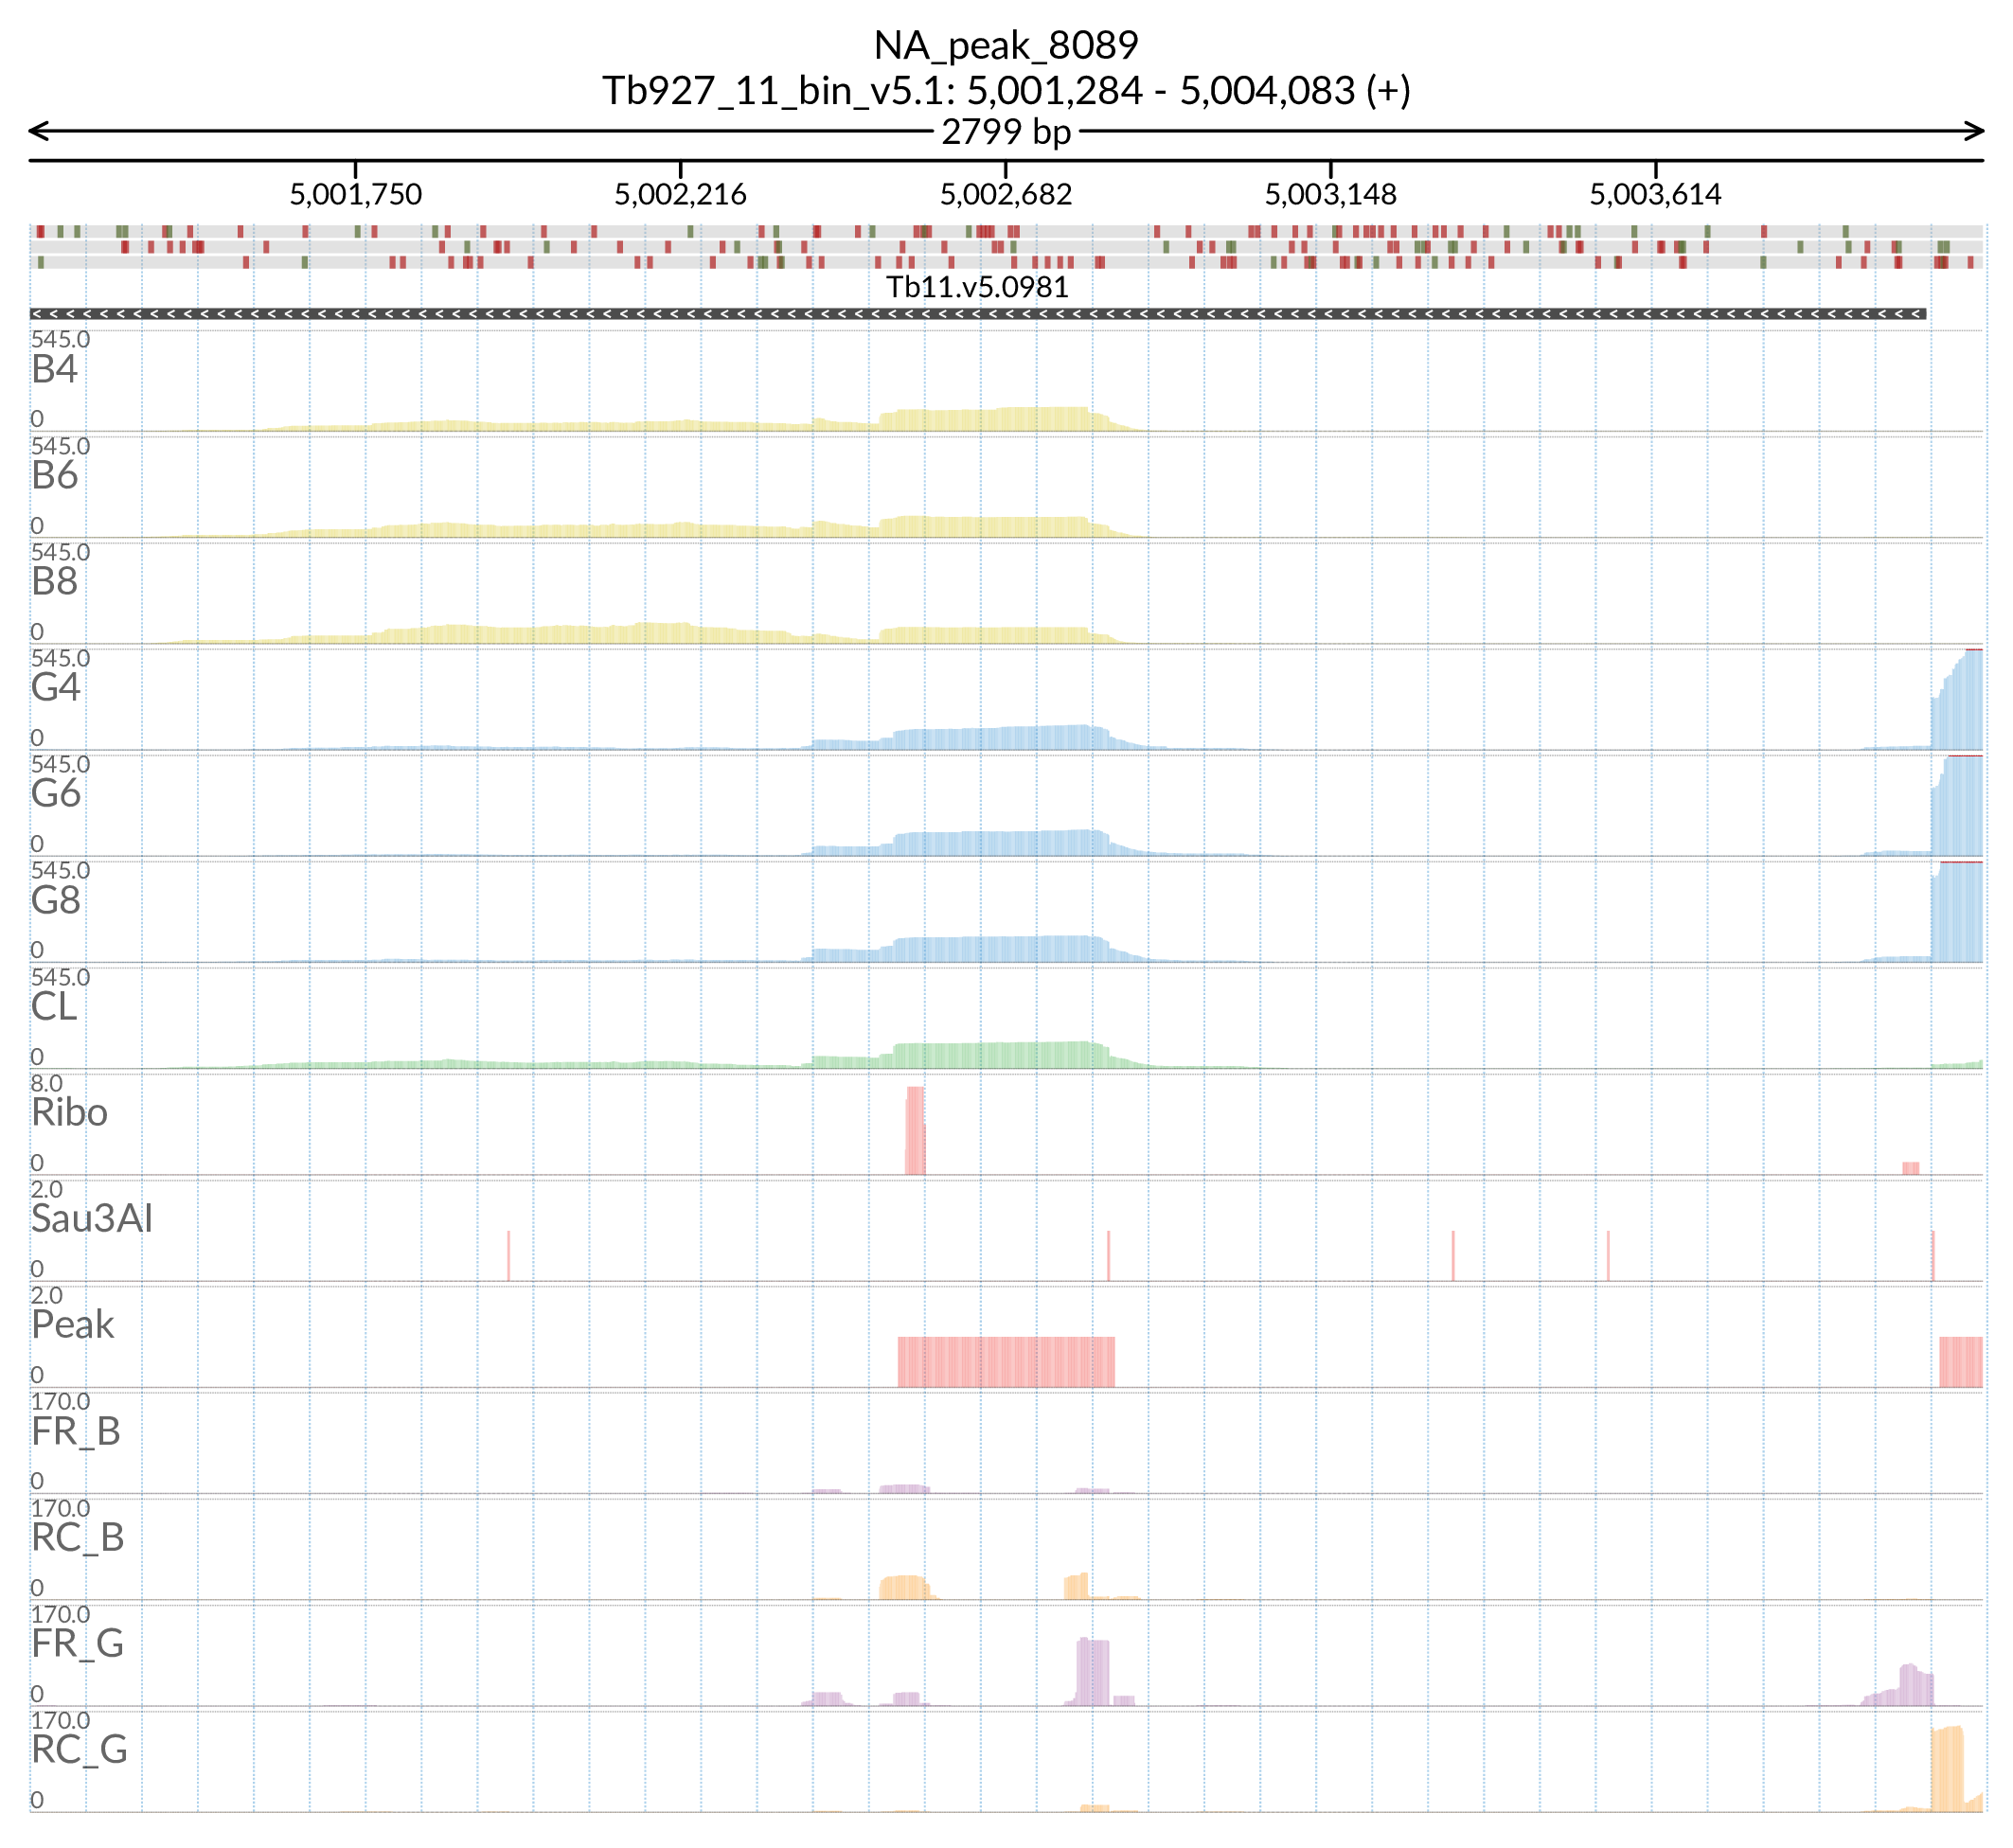 NA_peak_8089
Tb927_11_bin_v5.1: 5,001,284 - 5,004,083 (+)
2799 bp
5,001,750 5,002,216 5,002,682 5,003,148 5,003,614
Tb11.v5.0981
545.0
B4
0
545.0
B6
0
545.0
B8
0
545.0
G4
0
545.0
G6
0
545.0
G8
0
545.0
CL
0
8.0
Ribo
0
2.0
Sau3AI
0
2.0
Peak
0
170.0
FR_B
0
170.0
RC_B
0
170.0
FR_G
0
170.0
RC_G
0